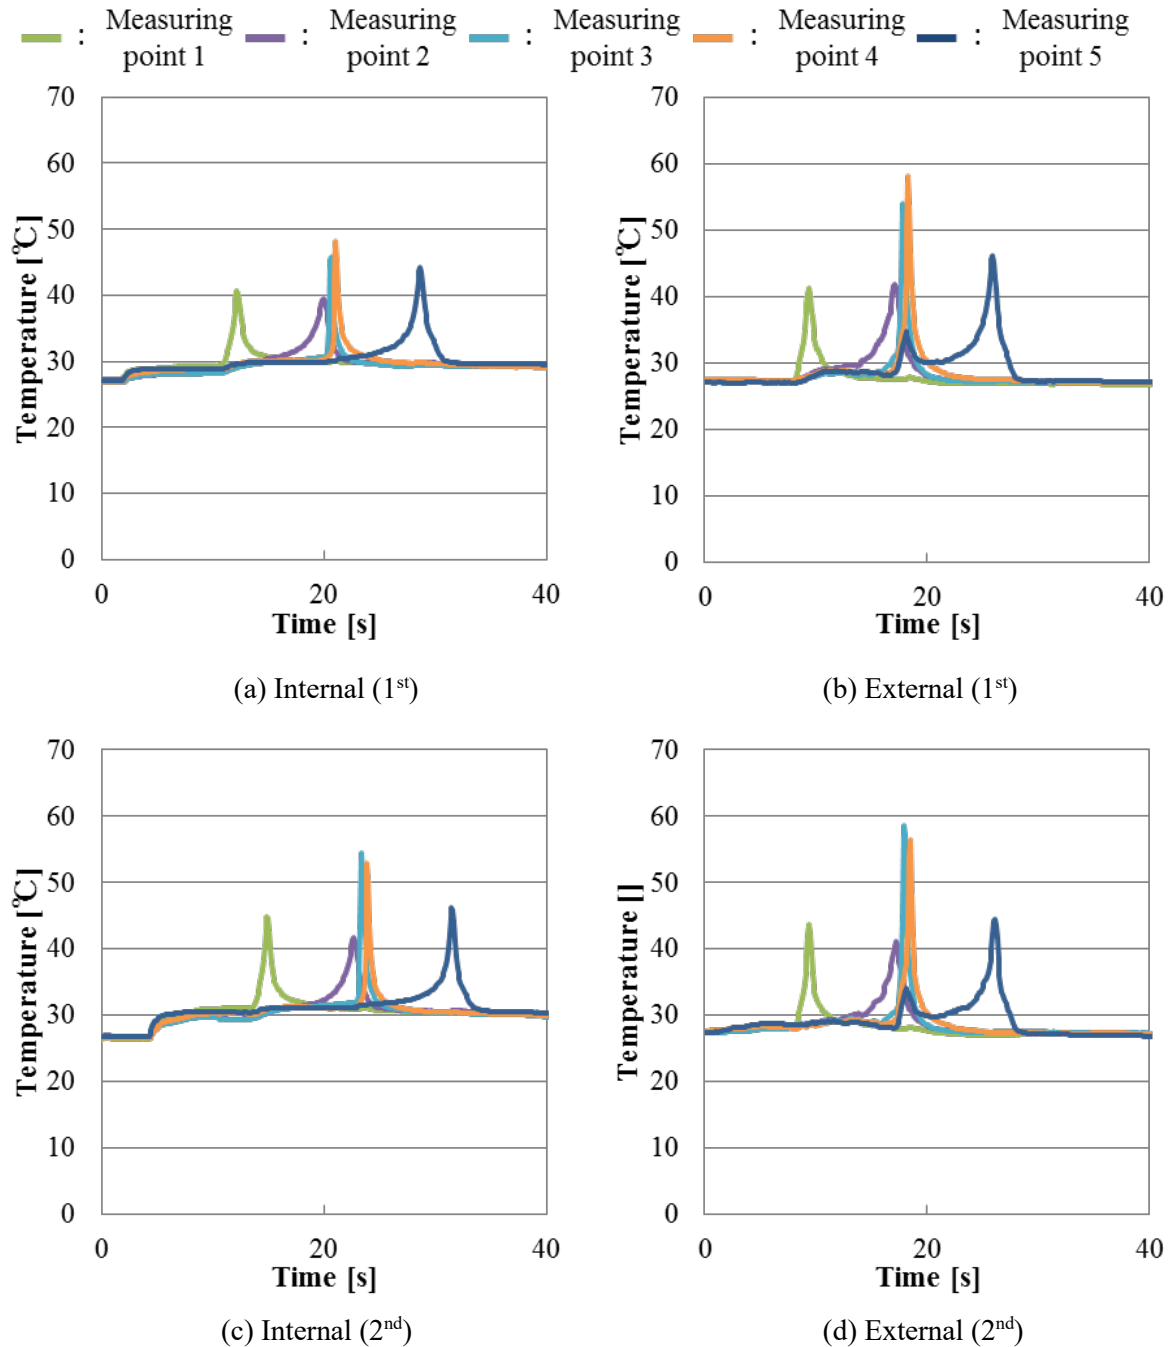 : Measuring point 1 : Measuring point 2 : Measuring point 3 : Measuring point 4 : Measuring point 5
70
60
50
40
30
20
10
0
Temperature [℃]
0 20 40
Time [s]
(a) Internal (1st)
70
60
50
40
30
20
10
0
Temperature [℃]
0 20 40
Time [s]
(b) External (1st)
70
60
50
40
30
20
10
0
Temperature [℃]
0 20 40
Time [s]
(c) Internal (2nd)
70
60
50
40
30
20
10
0
Temperature []
0 20 40
Time [s]
(d) External (2nd)